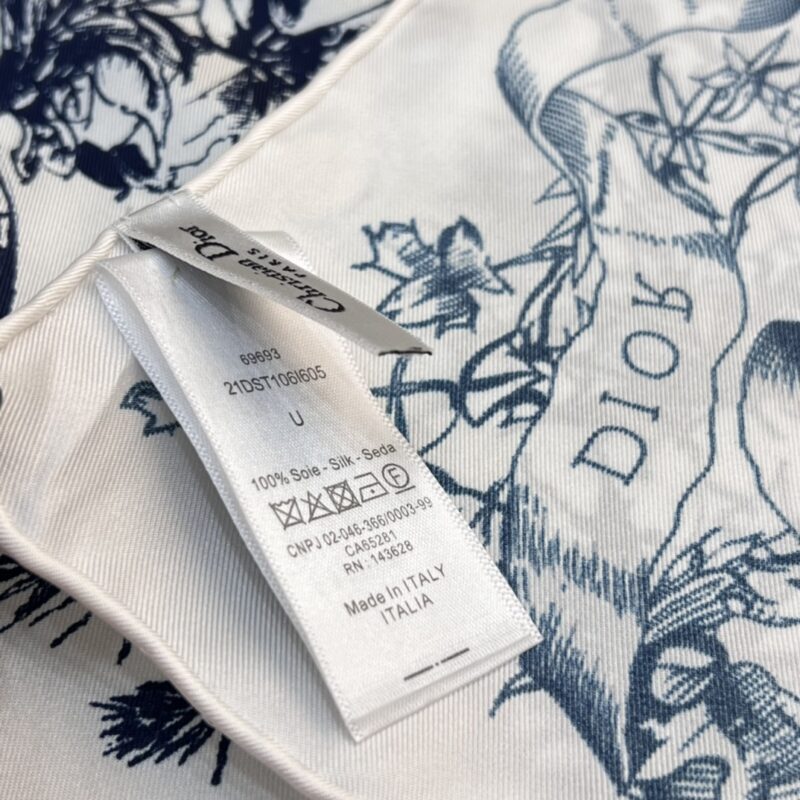 Christian Dior
PARIS
69693
21DST106I605
U
100% Soie - Silk - Seda
F
CNPJ 02-046-366/0003-99
CA65281
RN : 143628
Made In ITALY
ITALIA
DIOR